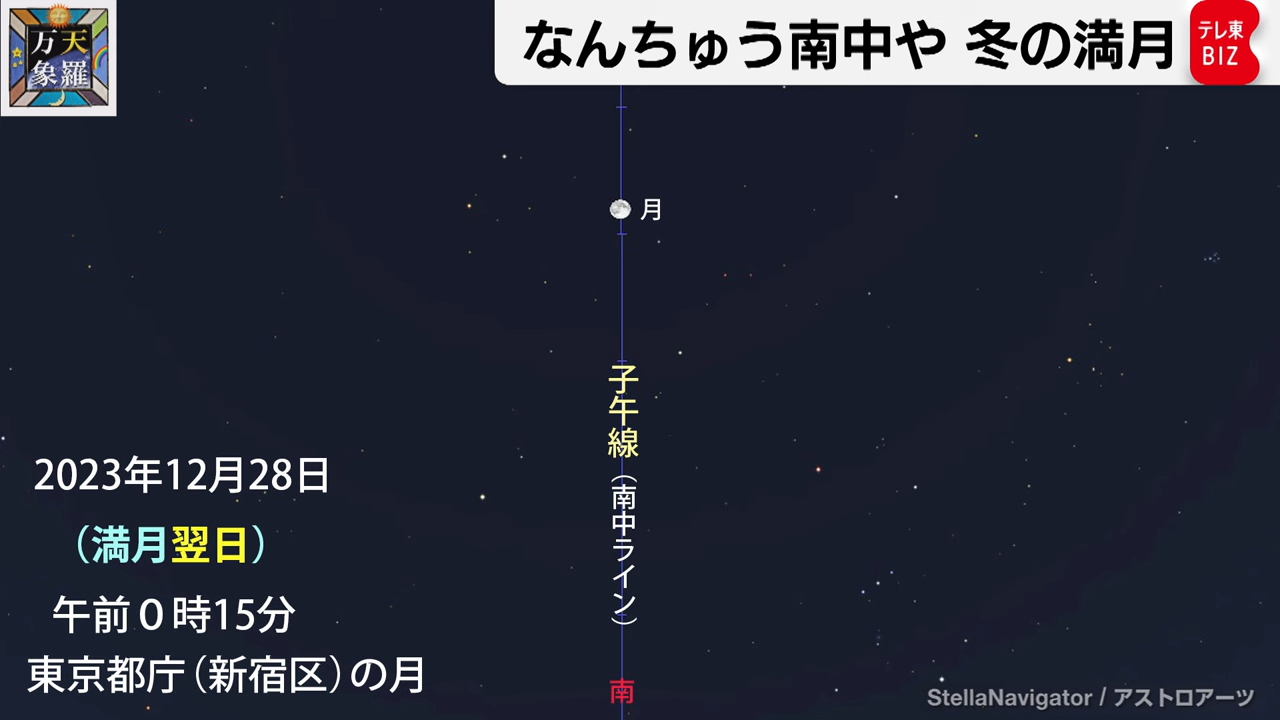 天羅
万象
なんちゅう南中や 冬の満月
テレ東
BIZ
月
子午線（南中ライン）
南
2023年12月28日
（満月翌日）
午前０時15分
東京都庁（新宿区）の月
StellaNavigator / アストロアーツ